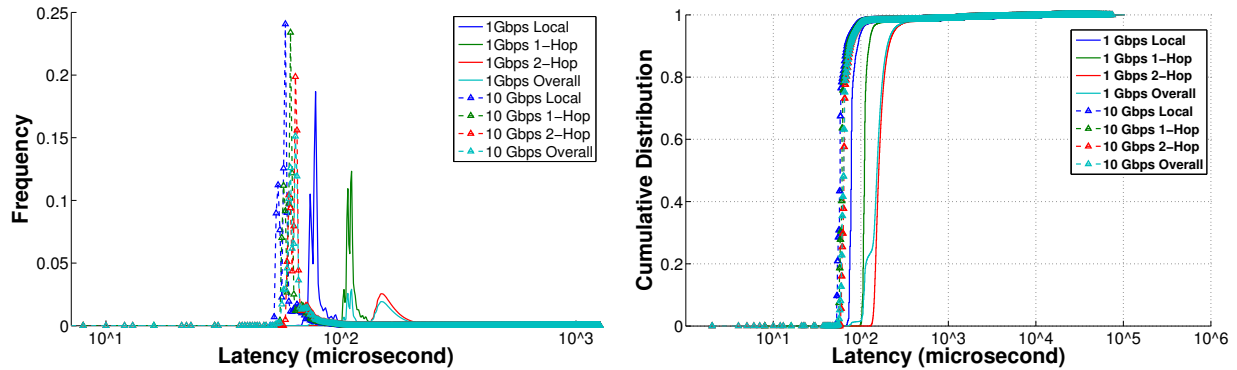 0.25
0.2
0.15
0.1
0.05
0
Frequency
10^1
10^2
10^3
Latency (microsecond)
1Gbps Local
1Gbps 1−Hop
1Gbps 2−Hop
1Gbps Overall
10 Gbps Local
10 Gbps 1−Hop
10 Gbps 2−Hop
10 Gbps Overall
1
0.8
0.6
0.4
0.2
0
Cumulative Distribution
10^1
10^2
10^3
10^4
10^5
10^6
Latency (microsecond)
1 Gbps Local
1 Gbps 1−Hop
1 Gbps 2−Hop
1 Gbps Overall
10 Gbps Local
10 Gbps 1−Hop
10 Gbps 2−Hop
10 Gbps Overall